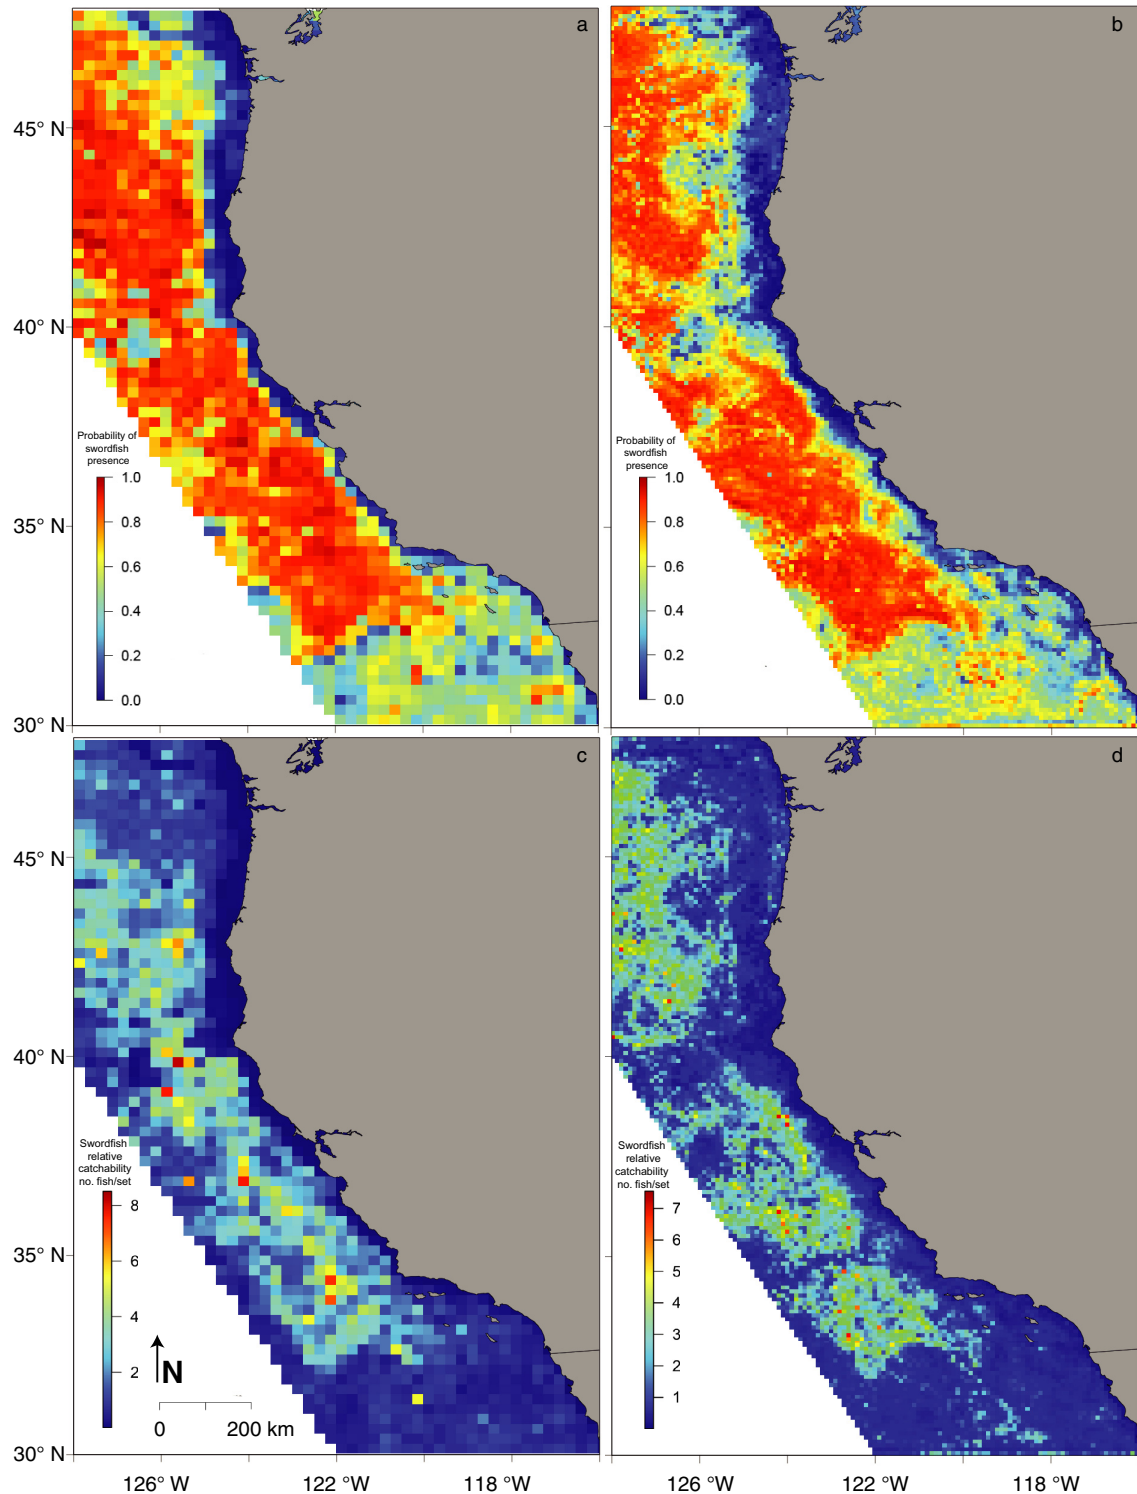 a
b
45° N
40° N
35° N
30° N
Probability of
swordfish
presence
1.0
0.8
0.6
0.4
0.2
0.0
Probability of
swordfish
presence
1.0
0.8
0.6
0.4
0.2
0.0
c
d
45° N
40° N
35° N
30° N
Swordfish
relative
catchability
no. fish/set
8
6
4
2
N
0 200 km
Swordfish
relative
catchability
no. fish/set
7
6
5
4
3
2
1
126° W 122° W 118° W
126° W 122° W 118 °W